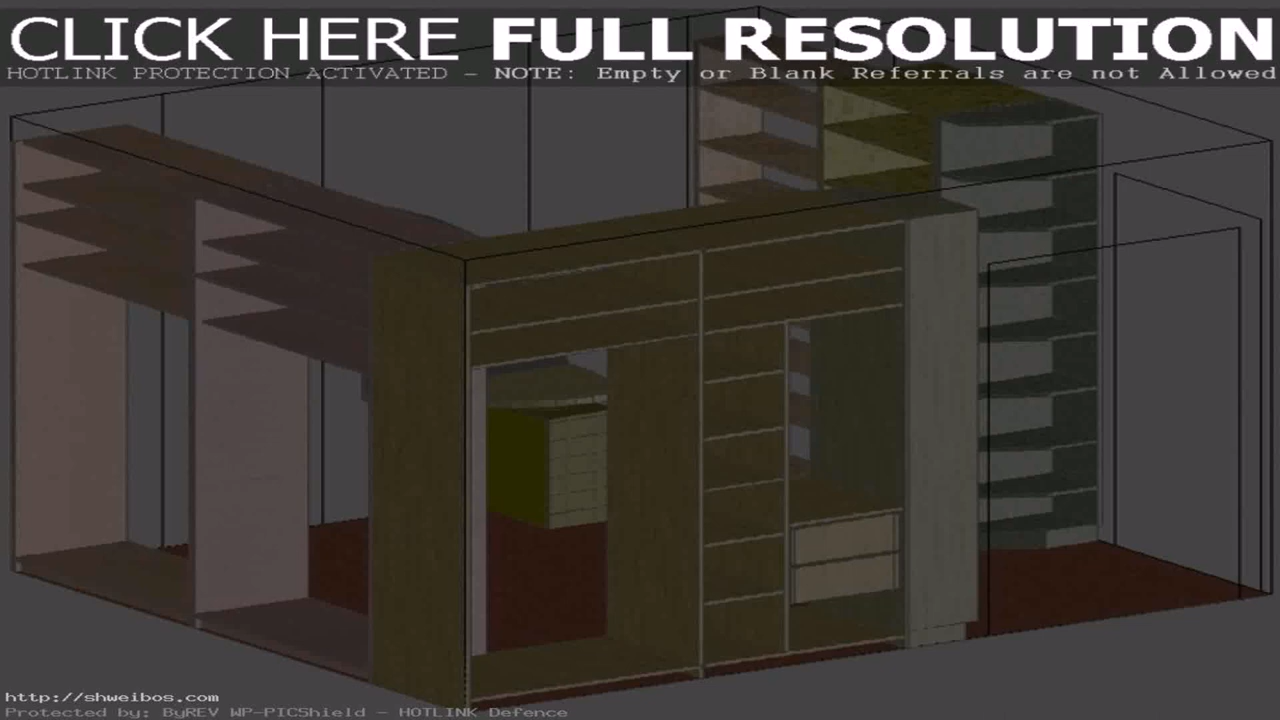 CLICK HERE FULL RESOLUTION
HOTLINK PROTECTION ACTIVATED - NOTE: Empty or Blank Referrals are not Allowed
http://shweibos.com
Protected by: ByREV WP-PICShield - HOTLINK Defence